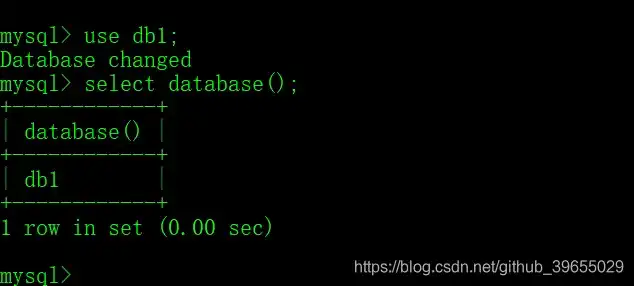 mysql> use db1;
Database changed
mysql> select database();
+------------+
| database() |
+------------+
| db1        |
+------------+
1 row in set (0.00 sec)
mysql>
https://blog.csdn.net/github_39655029